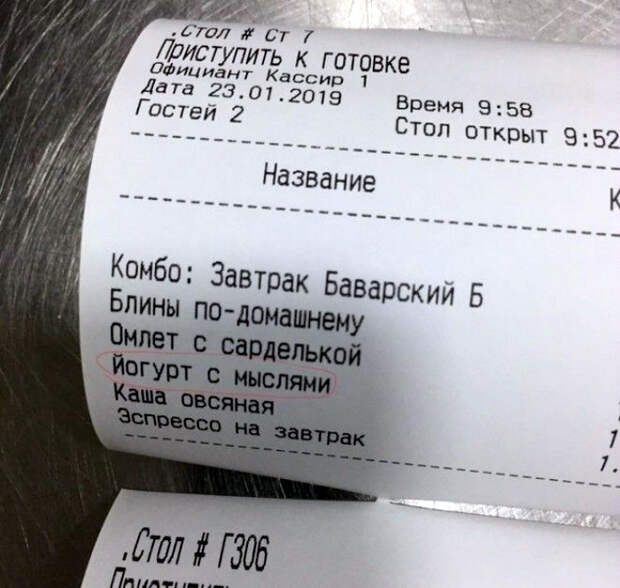 .Стол # Ст 7
Приступить к готовке
Официант Кассир 1
Дата 23.01.2019 Время 9:58
Гостей 2 Стол открыт 9:52
Название К
Комбо: Завтрак Баварский Б
Блины по-домашнему
Омлет с сарделькой
йогурт с мыслями
Каша овсяная
Эспрессо на завтрак 1
1.
.Стол # Г306